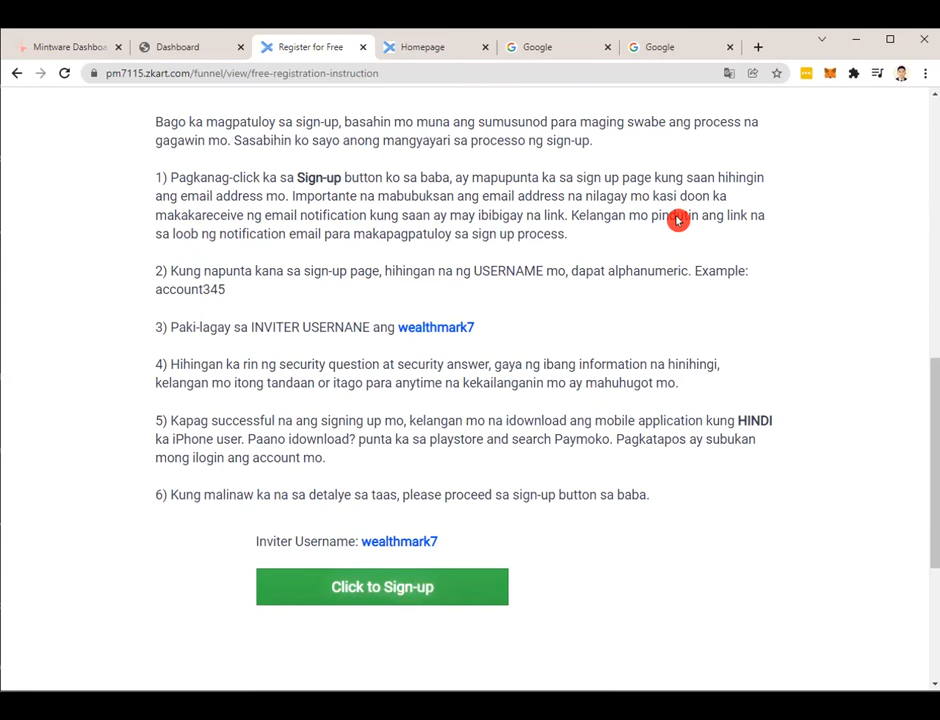 Mintware Dashboa
Dashboard
Register for Free
Homepage
Google
Google
pm7115.zkart.com/funnel/view/free-registration-instruction
Bago ka magpatuloy sa sign-up, basahin mo muna ang sumusunod para maging swabe ang process na
gagawin mo. Sasabihin ko sayo anong mangyayari sa processo ng sign-up.
1) Pagkanag-click ka sa Sign-up button ko sa baba, ay mapupunta ka sa sign up page kung saan hihingin
ang email address mo. Importante na mabubuksan ang email address na nilagay mo kasi doon ka
makakareceive ng email notification kung saan ay may ibibigay na link. Kelangan mo pindutin ang link na
sa loob ng notification email para makapagpatuloy sa sign up process.
2) Kung napunta kana sa sign-up page, hihingan na ng USERNAME mo, dapat alphanumeric. Example:
account345
3) Paki-lagay sa INVITER USERNANE ang wealthmark7
4) Hihingan ka rin ng security question at security answer, gaya ng ibang information na hinihingi,
kelangan mo itong tandaan or itago para anytime na kekailanganin mo ay mahuhugot mo.
5) Kapag successful na ang signing up mo, kelangan mo na idownload ang mobile application kung HINDI
ka iPhone user. Paano idownload? punta ka sa playstore and search Paymoko. Pagkatapos ay subukan
mong ilogin ang account mo.
6) Kung malinaw ka na sa detalye sa taas, please proceed sa sign-up button sa baba.
Inviter Username: wealthmark7
Click to Sign-up